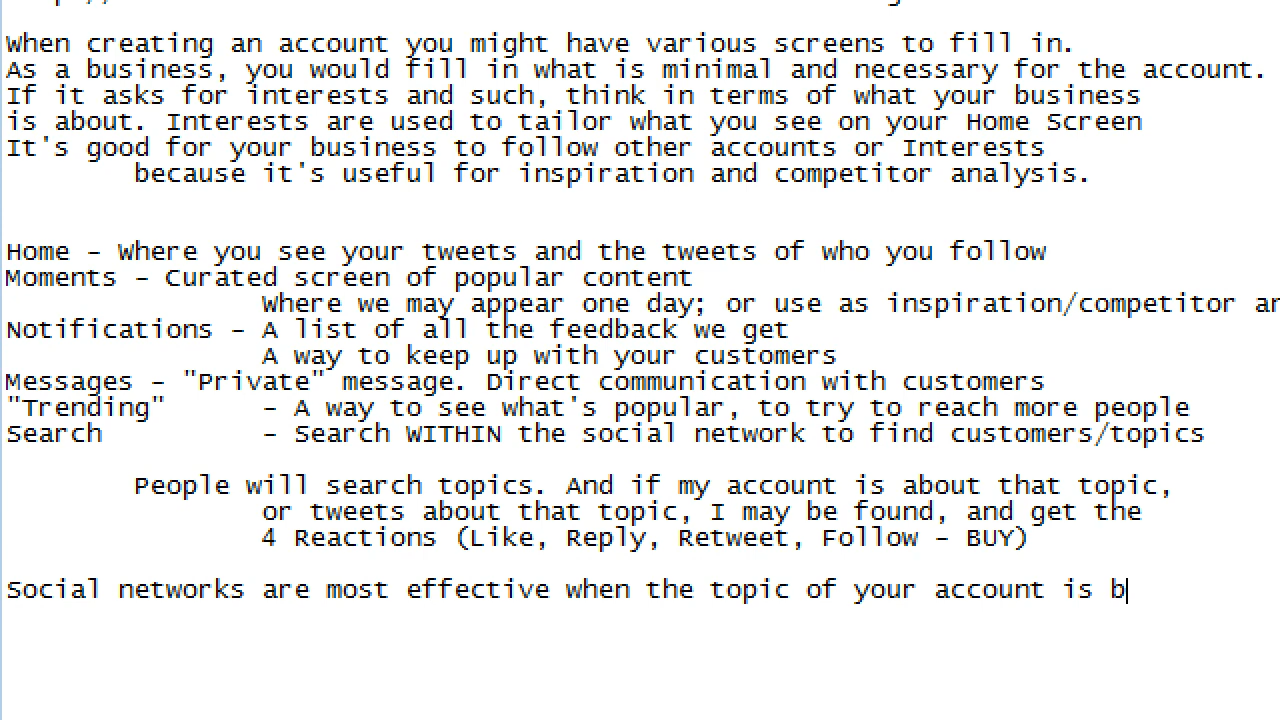 When creating an account you might have various screens to fill in.
As a business, you would fill in what is minimal and necessary for the account.
If it asks for interests and such, think in terms of what your business
is about. Interests are used to tailor what you see on your Home Screen
It's good for your business to follow other accounts or Interests
because it's useful for inspiration and competitor analysis.
Home – Where you see your tweets and the tweets of who you follow
Moments – Curated screen of popular content
Where we may appear one day; or use as inspiration/competitor
Notifications – A list of all the feedback we get
A way to keep up with your customers
Messages – "Private" message. Direct communication with customers
"Trending" – A way to see what's popular, to try to reach more people
Search – Search WITHIN the social network to find customers/topics
People will search topics. And if my account is about that topic,
or tweets about that topic, I may be found, and get the
4 Reactions (Like, Reply, Retweet, Follow – BUY)
Social networks are most effective when the topic of your account is b